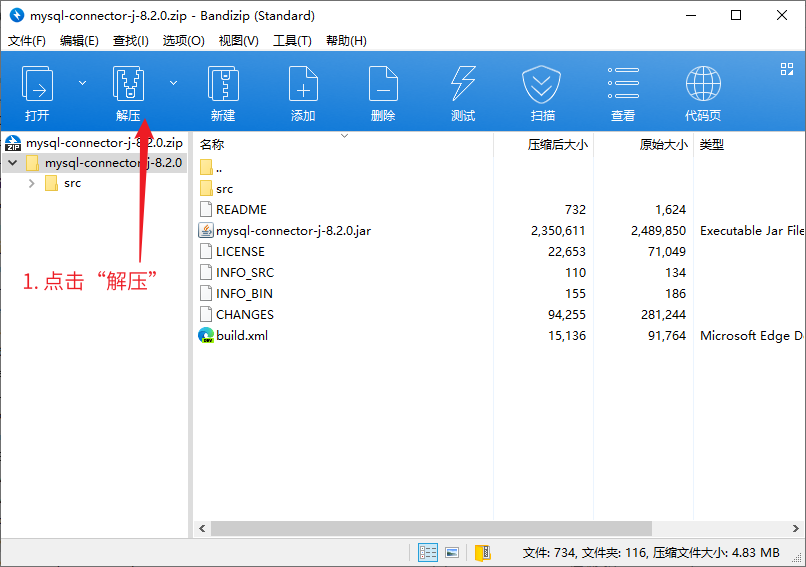 mysql-connector-j-8.2.0.zip - Bandizip (Standard)
文件(F) 编辑(E) 查找(I) 选项(O) 视图(V) 工具(T) 帮助(H)
打开 解压 新建 添加 删除 测试 扫描 查看 代码页
mysql-connector-j-8.2.0.zip
mysql-connector-j-8.2.0
src
1. 点击“解压”
名称 压缩后大小 原始大小 类型
..
src
README 732 1,624
mysql-connector-j-8.2.0.jar 2,350,611 2,489,850 Executable Jar File
LICENSE 22,653 71,049
INFO_SRC 110 134
INFO_BIN 155 186
CHANGES 94,255 281,244
build.xml 15,136 91,764 Microsoft Edge D
文件: 734, 文件夹: 116, 压缩文件大小: 4.83 MB